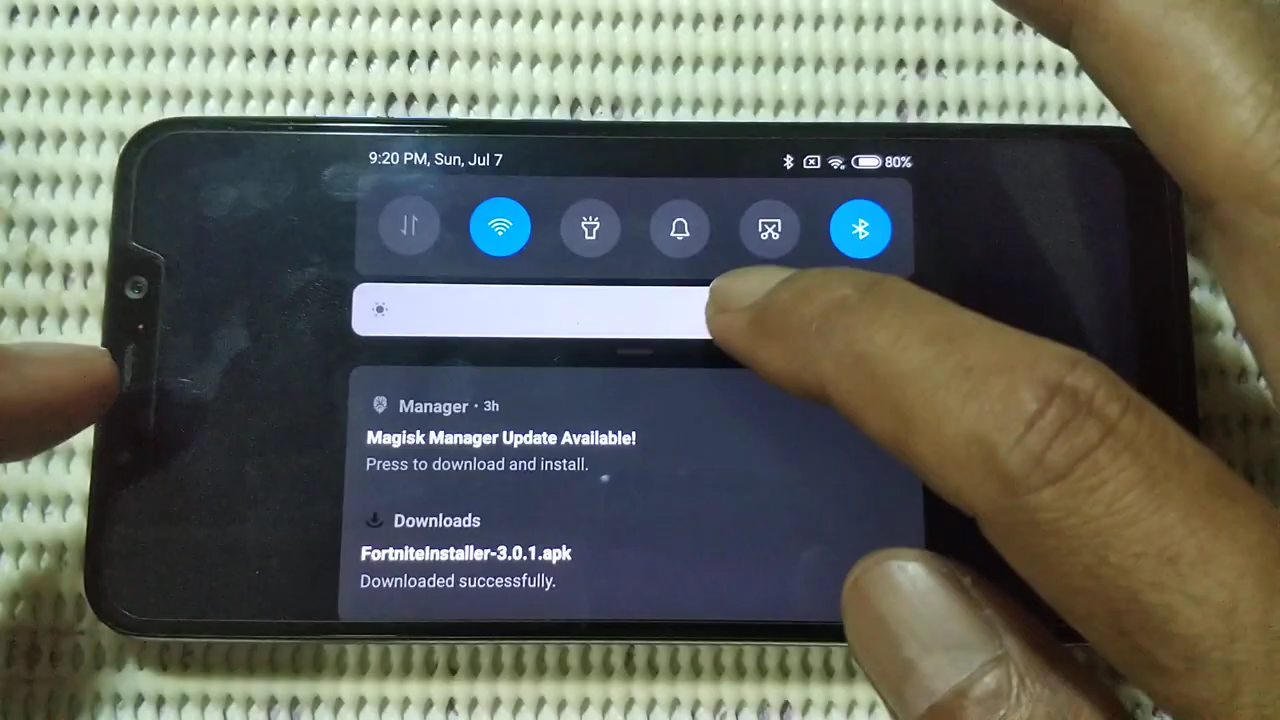 9:20 PM, Sun, Jul 7
80%
Manager · 3h
Magisk Manager Update Available!
Press to download and install.
Downloads
FortniteInstaller-3.0.1.apk
Downloaded successfully.